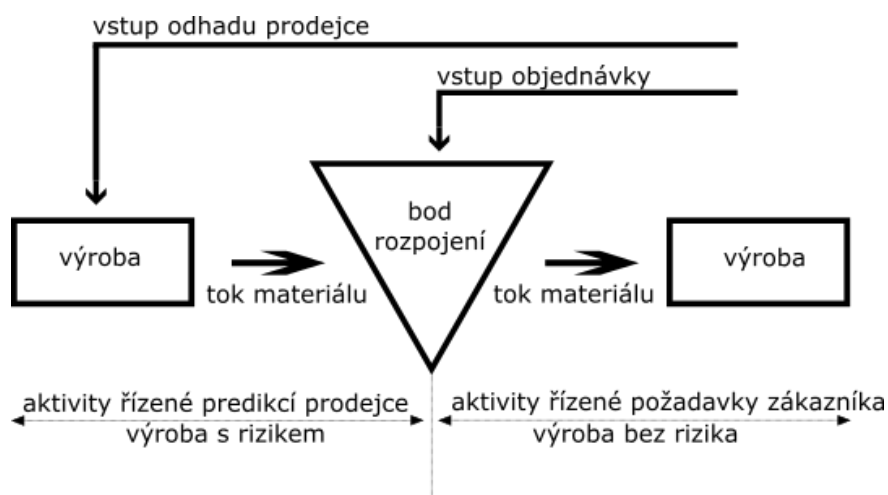 vstup odhadu prodejce
vstup objednávky
výroba
bod
rozpojení
výroba
tok materiálu
tok materiálu
aktivity řízené predikcí prodejce
výroba s rizikem
aktivity řízené požadavky zákazníka
výroba bez rizika